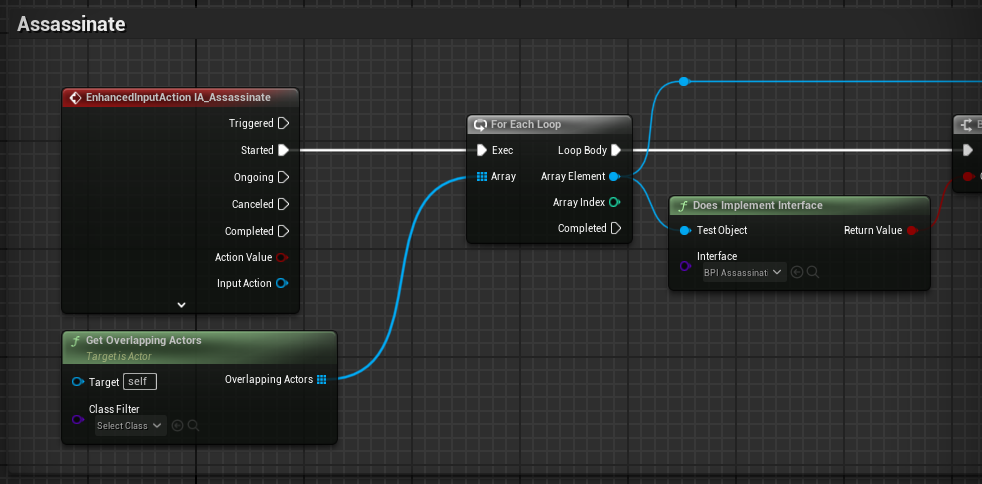 Assassinate
EnhancedInputAction IA_Assassinate
Triggered
Started
Ongoing
Canceled
Completed
Action Value
Input Action
Get Overlapping Actors
Target is Actor
Target self
Overlapping Actors
Class Filter
Select Class
For Each Loop
Exec
Loop Body
Array
Array Element
Array Index
Completed
Does Implement Interface
Test Object
Return Value
Interface
BPI Assassinat